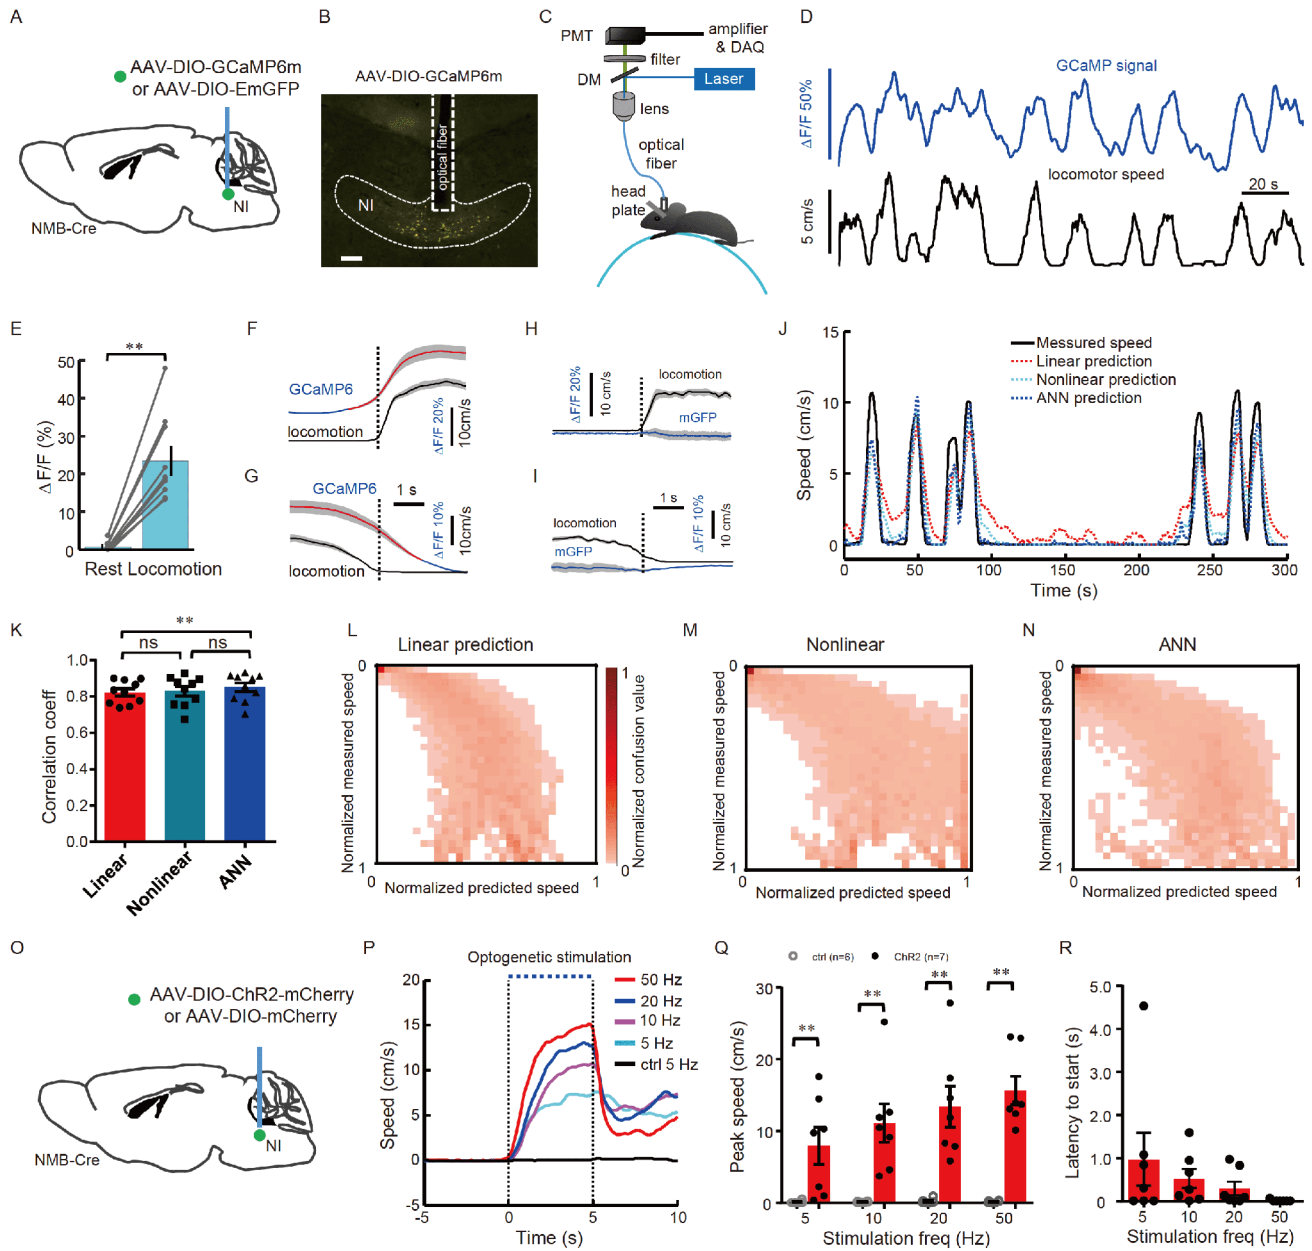 A
AAV-DIO-GCaMP6m
or AAV-DIO-EmGFP
NI
NMB-Cre
B
AAV-DIO-GCaMP6m
optical fiber
NI
C
PMT
amplifier
& DAQ
filter
DM
Laser
lens
optical
fiber
head
plate
D
GCaMP signal
ΔF/F 50%
locomotor speed
20 s
5 cm/s
E
**
ΔF/F (%)
50
40
30
20
10
0
Rest Locomotion
F
GCaMP6
locomotion
ΔF/F 20%
10cm/s
G
GCaMP6
1 s
locomotion
ΔF/F 10%
10cm/s
H
ΔF/F 20%
10 cm/s
locomotion
mGFP
I
1 s
locomotion
mGFP
ΔF/F 10%
10 cm/s
J
Messured speed
Linear prediction
Nonlinear prediction
ANN prediction
Speed (cm/s)
15
10
5
0
0 50 100 150 200 250 300
Time (s)
K
**
ns ns
Correlation coeff
1.0
0.8
0.6
0.4
0.2
0.0
Linear
Nonlinear
ANN
L
Linear prediction
Normalized measured speed
0
1
0 1
Normalized predicted speed
1
0
Normalized confusion value
M
Nonlinear
Normalized measured speed
0
1
0 1
Normalized predicted speed
N
ANN
Normalized measured speed
0
1
0 1
Normalized predicted speed
O
AAV-DIO-ChR2-mCherry
or AAV-DIO-mCherry
NI
NMB-Cre
P
Optogenetic stimulation
50 Hz
20 Hz
10 Hz
5 Hz
ctrl 5 Hz
Speed (cm/s)
20
15
10
5
0
-5
-5 0 5 10
Time (s)
Q
ctrl (n=6) ChR2 (n=7)
** ** ** **
Peak speed (cm/s)
30
20
10
0
5 10 20 50
Stimulation freq (Hz)
R
Latency to start (s)
5.0
4.0
3.0
2.0
1.0
0
5 10 20 50
Stimulation freq (Hz)